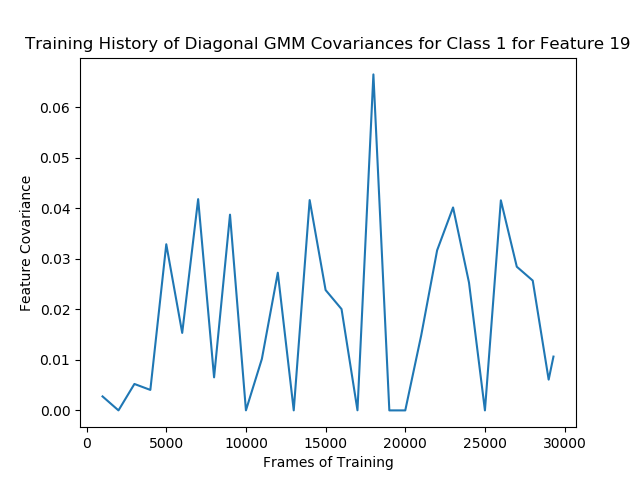 Training History of Diagonal GMM Covariances for Class 1 for Feature 19
0.06
0.05
0.04
0.03
0.02
0.01
0.00
Feature Covariance
0 5000 10000 15000 20000 25000 30000
Frames of Training